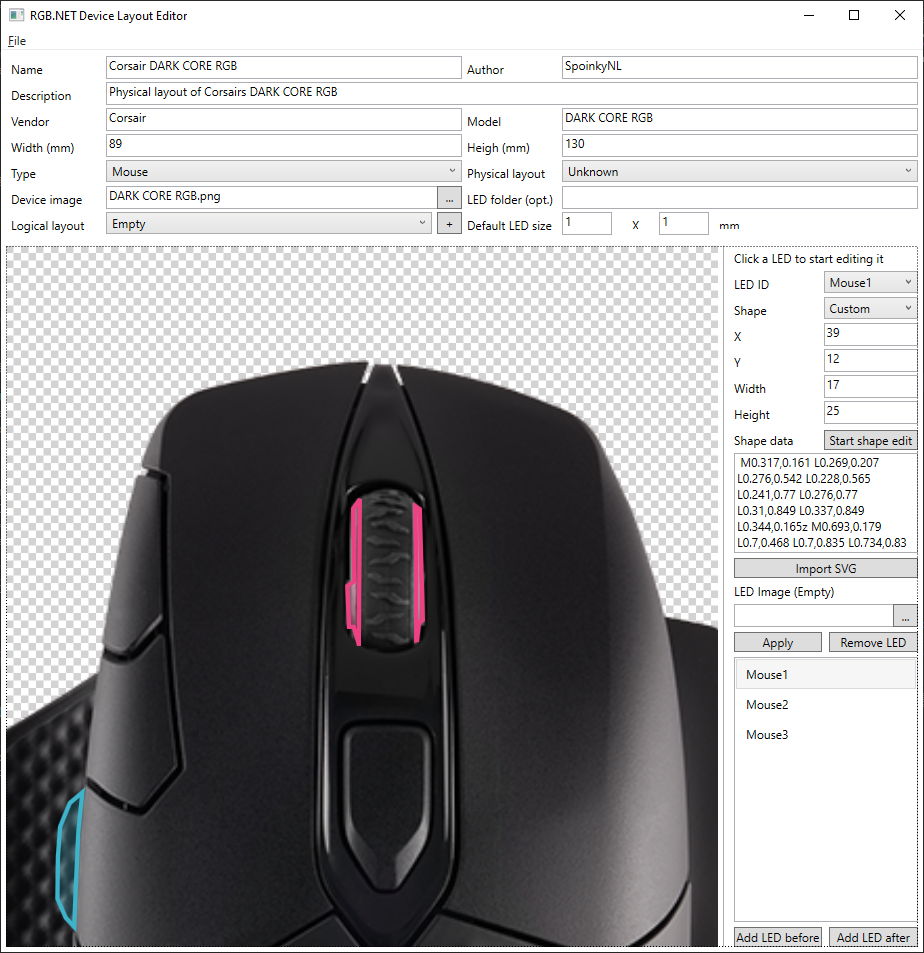 RGB.NET Device Layout Editor
File
Name Corsair DARK CORE RGB Author SpoinkyNL
Description Physical layout of Corsairs DARK CORE RGB
Vendor Corsair Model DARK CORE RGB
Width (mm) 89 Heigh (mm) 130
Type Mouse Physical layout Unknown
Device image DARK CORE RGB.png ... LED folder (opt.)
Logical layout Empty + Default LED size 1 X 1 mm
Click a LED to start editing it
LED ID Mouse1
Shape Custom
X 39
Y 12
Width 17
Height 25
Shape data Start shape edit
M0.317,0.161 L0.269,0.207
L0.276,0.542 L0.228,0.565
L0.241,0.77 L0.276,0.77
L0.31,0.849 L0.337,0.849
L0.344,0.165z M0.693,0.179
L0.7,0.468 L0.7,0.835 L0.734,0.83
Import SVG
LED Image (Empty)
...
Apply Remove LED
Mouse1
Mouse2
Mouse3
Add LED before Add LED after